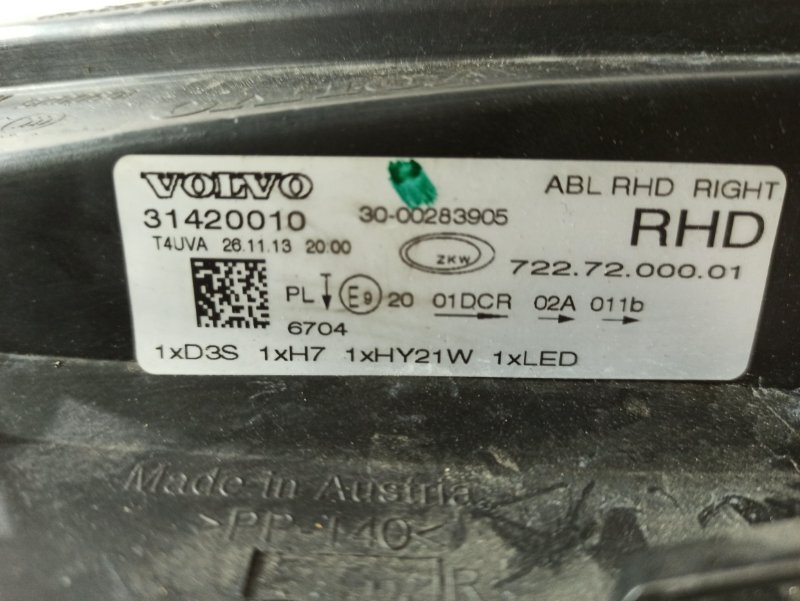 VOLVO
ABL RHD RIGHT
31420010
30-00283905
RHD
T4UVA 26.11.13 20:00
ZKW
722.72.000.01
PL E9 20 01DCR 02A 011b
6704
1xD3S 1xH7 1xHY21W 1xLED
Made in Austria
>PP-T40<
R